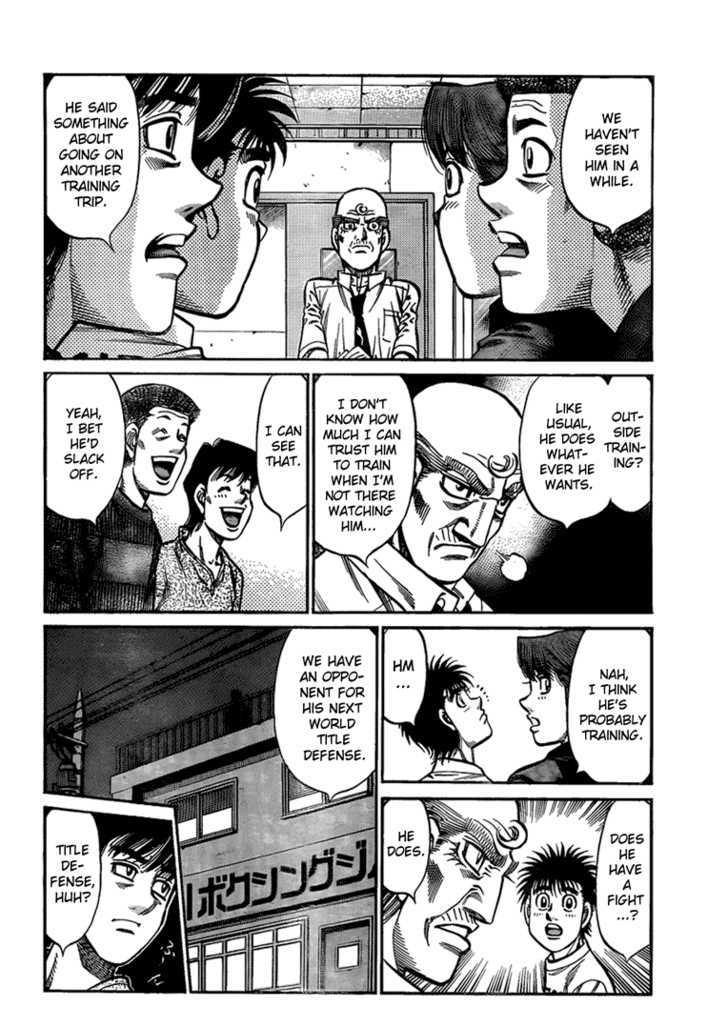 WE
HAVEN'T
SEEN
HIM IN A
WHILE.
HE SAID
SOMETHING
ABOUT
GOING ON
ANOTHER
TRAINING
TRIP.
OUT-
SIDE
TRAIN-
ING?
LIKE
USUAL,
HE DOES
WHAT-
EVER HE
WANTS.
I DON'T
KNOW HOW
MUCH I CAN
TRUST HIM
TO TRAIN
WHEN I'M
NOT THERE
WATCHING
HIM...
I CAN
SEE
THAT.
YEAH,
I BET
HE'D
SLACK
OFF.
NAH,
I THINK
HE'S
PROBABLY
TRAINING.
HM
...
DOES
HE
HAVE
A
FIGHT
...?
HE
DOES.
WE HAVE
AN OPPO-
NENT FOR
HIS NEXT
WORLD
TITLE
DEFENSE.
ボクシングジム
TITLE
DE-
FENSE,
HUH?